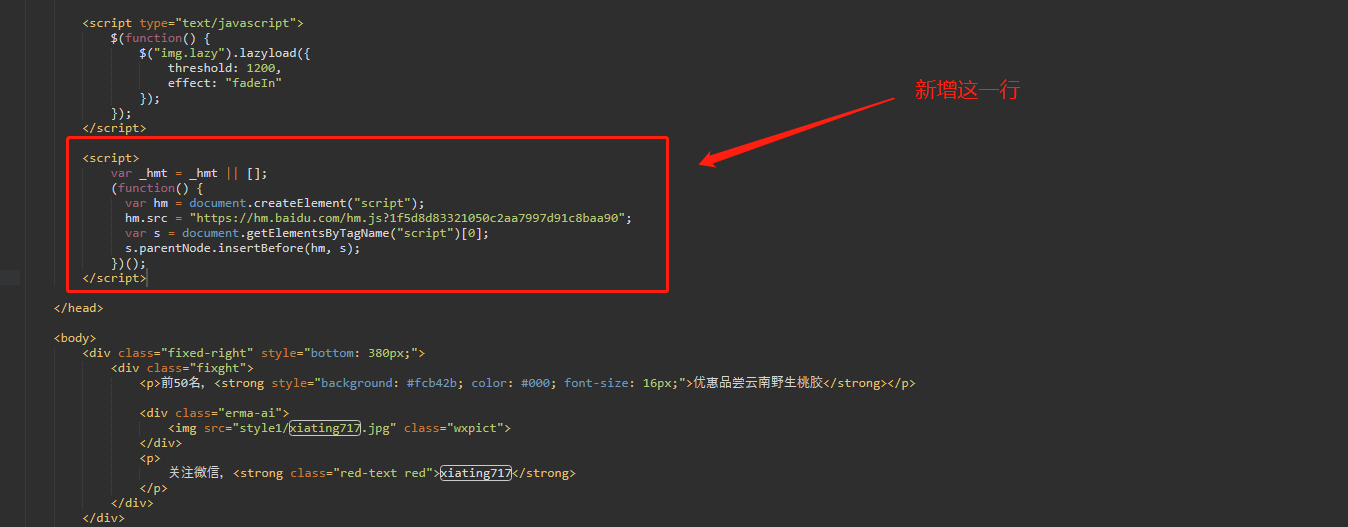 <script type="text/javascript">
$(function() {
$("img.lazy").lazyload({
threshold: 1200,
effect: "fadeIn"
});
});
</script>
新增这一行
<script>
var _hmt = _hmt || [];
(function() {
var hm = document.createElement("script");
hm.src = "https://hm.baidu.com/hm.js?1f5d8d83321050c2aa7997d91c8baa90";
var s = document.getElementsByTagName("script")[0];
s.parentNode.insertBefore(hm, s);
})();
</script>
</head>
<body>
<div class="fixed-right" style="bottom: 380px;">
<div class="fixght">
<p>前50名，<strong style="background: #fcb42b; color: #000; font-size: 16px;">优惠品尝云南野生桃胶</strong></p>
<div class="erma-ai">
<img src="style1/xiating717.jpg" class="wxpict">
</div>
<p>
关注微信，<strong class="red-text red">xiating717</strong>
</p>
</div>
</div>